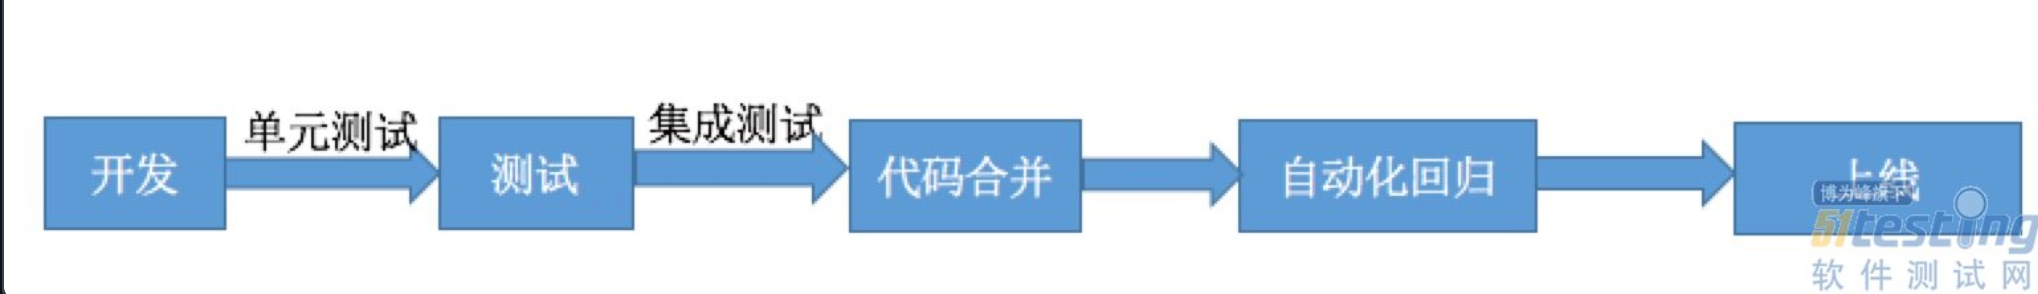 单元测试
集成测试
开发
测试
代码合并
自动化回归
上线
博为峰旗下
51testing
软件测试网